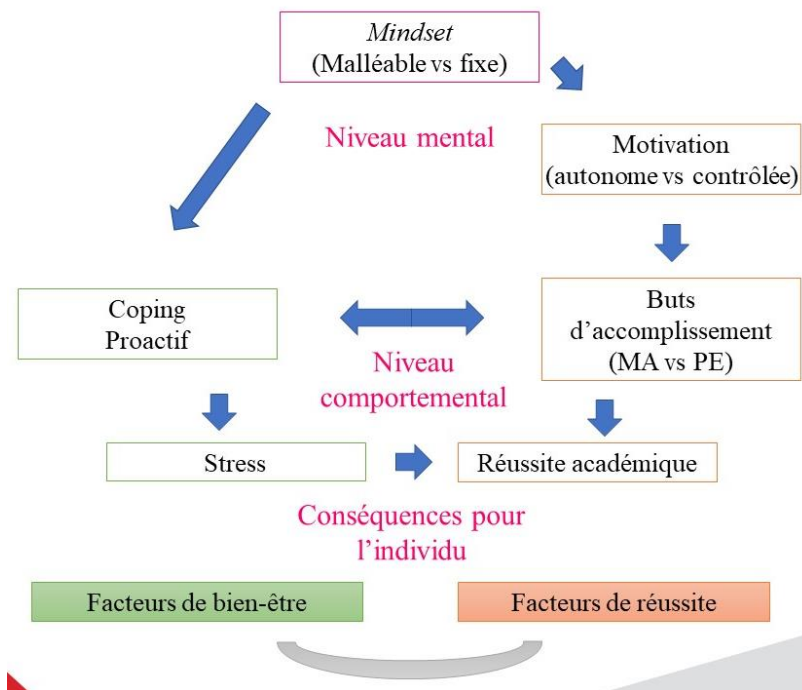 Mindset
(Malléable vs fixe)
Niveau mental
Motivation
(autonome vs contrôlée)
Coping
Proactif
Buts
d’accomplissement
(MA vs PE)
Niveau
comportemental
Stress
Réussite académique
Conséquences pour
l’individu
Facteurs de bien-être
Facteurs de réussite